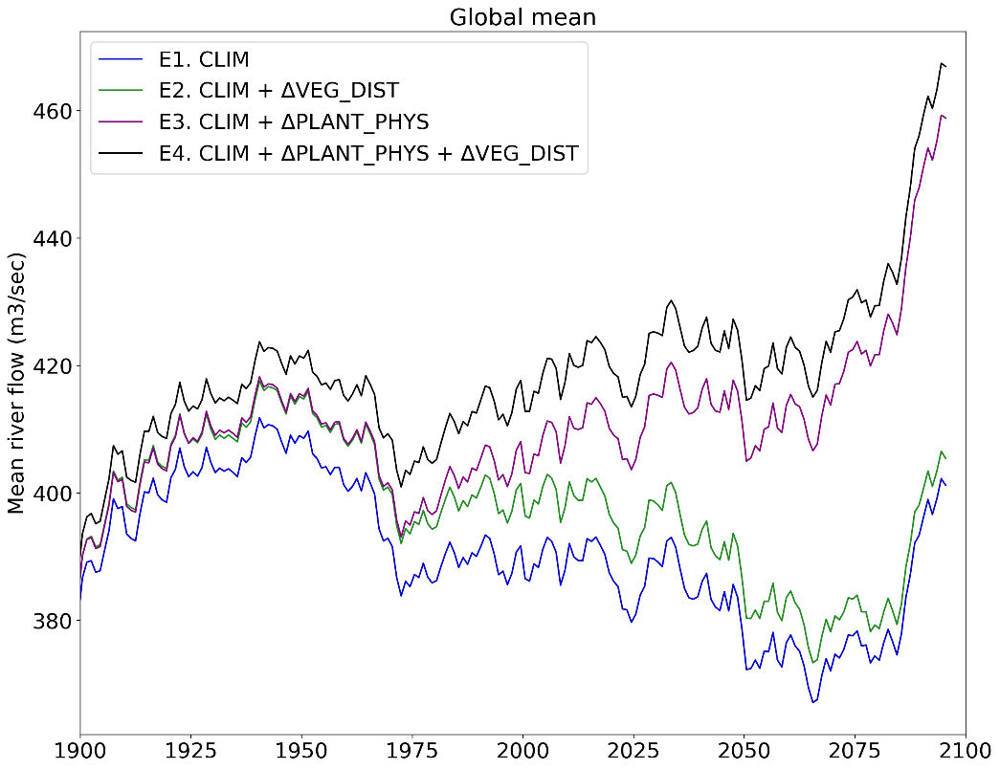 Global mean
E1. CLIM
E2. CLIM + ΔVEG_DIST
E3. CLIM + ΔPLANT_PHYS
E4. CLIM + ΔPLANT_PHYS + ΔVEG_DIST
Mean river flow (m3/sec)
460
440
420
400
380
1900 1925 1950 1975 2000 2025 2050 2075 2100